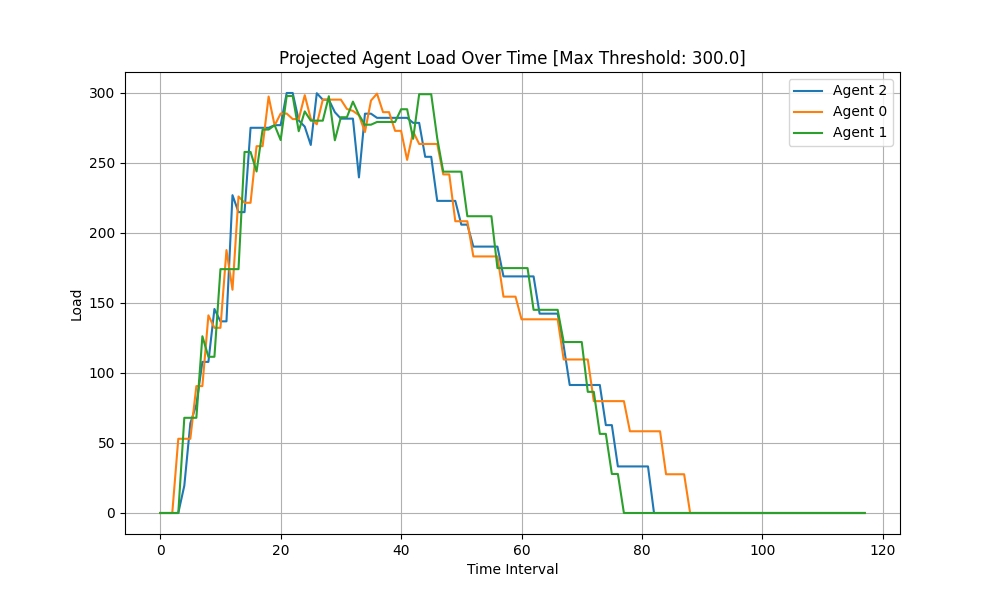 Projected Agent Load Over Time [Max Threshold: 300.0]
Agent 2
Agent 0
Agent 1
Load
300
250
200
150
100
50
0
0 20 40 60 80 100 120
Time Interval